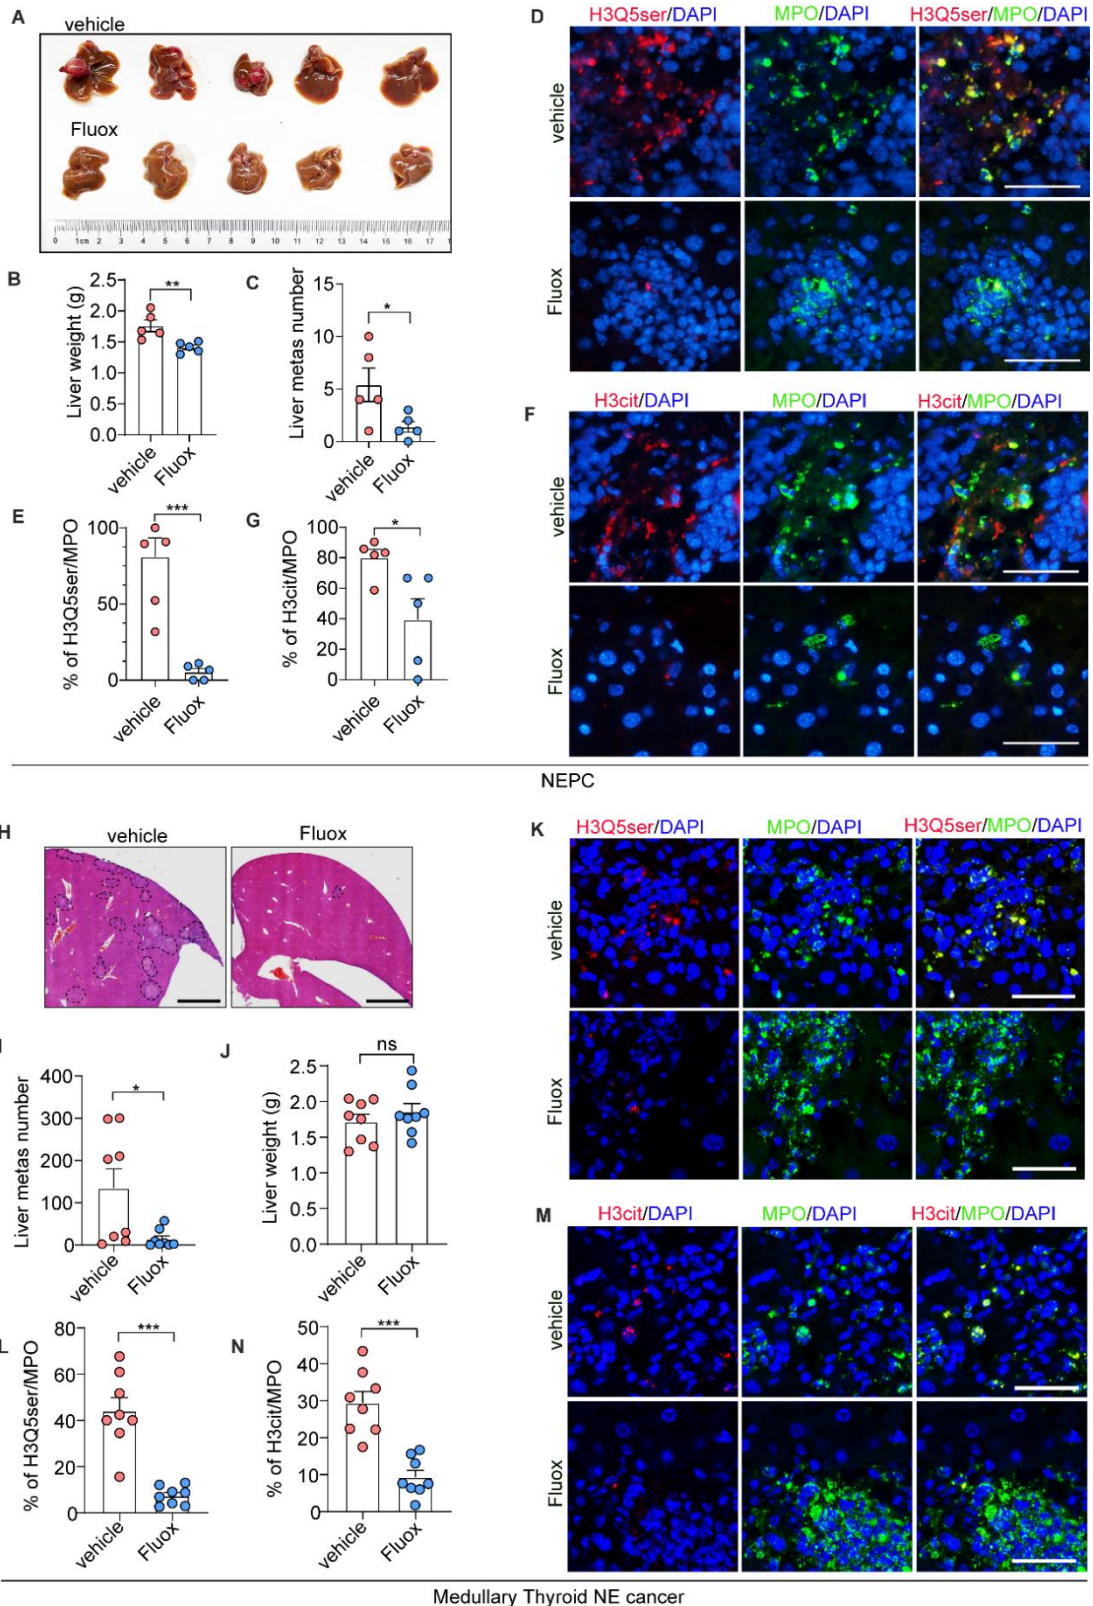 A
vehicle
Fluox
0 1cm 2 3 4 5 6 7 8 9 10 11 12 13 14 15 16 17
B
Liver weight (g)
2.5
2.0
1.5
1.0
0.5
0.0
**
vehicle
Fluox
C
Liver metas number
15
10
5
0
*
vehicle
Fluox
D
H3Q5ser/DAPI
MPO/DAPI
H3Q5ser/MPO/DAPI
vehicle
Fluox
E
% of H3Q5ser/MPO
100
50
0
***
vehicle
Fluox
G
% of H3cit/MPO
100
80
60
40
20
0
*
vehicle
Fluox
F
H3cit/DAPI
MPO/DAPI
H3cit/MPO/DAPI
vehicle
Fluox
NEPC
H
vehicle
Fluox
Liver metas number
400
300
200
100
0
*
vehicle
Fluox
J
Liver weight (g)
2.5
2.0
1.5
1.0
0.5
0.0
ns
vehicle
Fluox
K
H3Q5ser/DAPI
MPO/DAPI
H3Q5ser/MPO/DAPI
vehicle
Fluox
L
% of H3Q5ser/MPO
80
60
40
20
0
***
vehicle
Fluox
N
% of H3cit/MPO
50
40
30
20
10
0
***
vehicle
Fluox
M
H3cit/DAPI
MPO/DAPI
H3cit/MPO/DAPI
vehicle
Fluox
Medullary Thyroid NE cancer